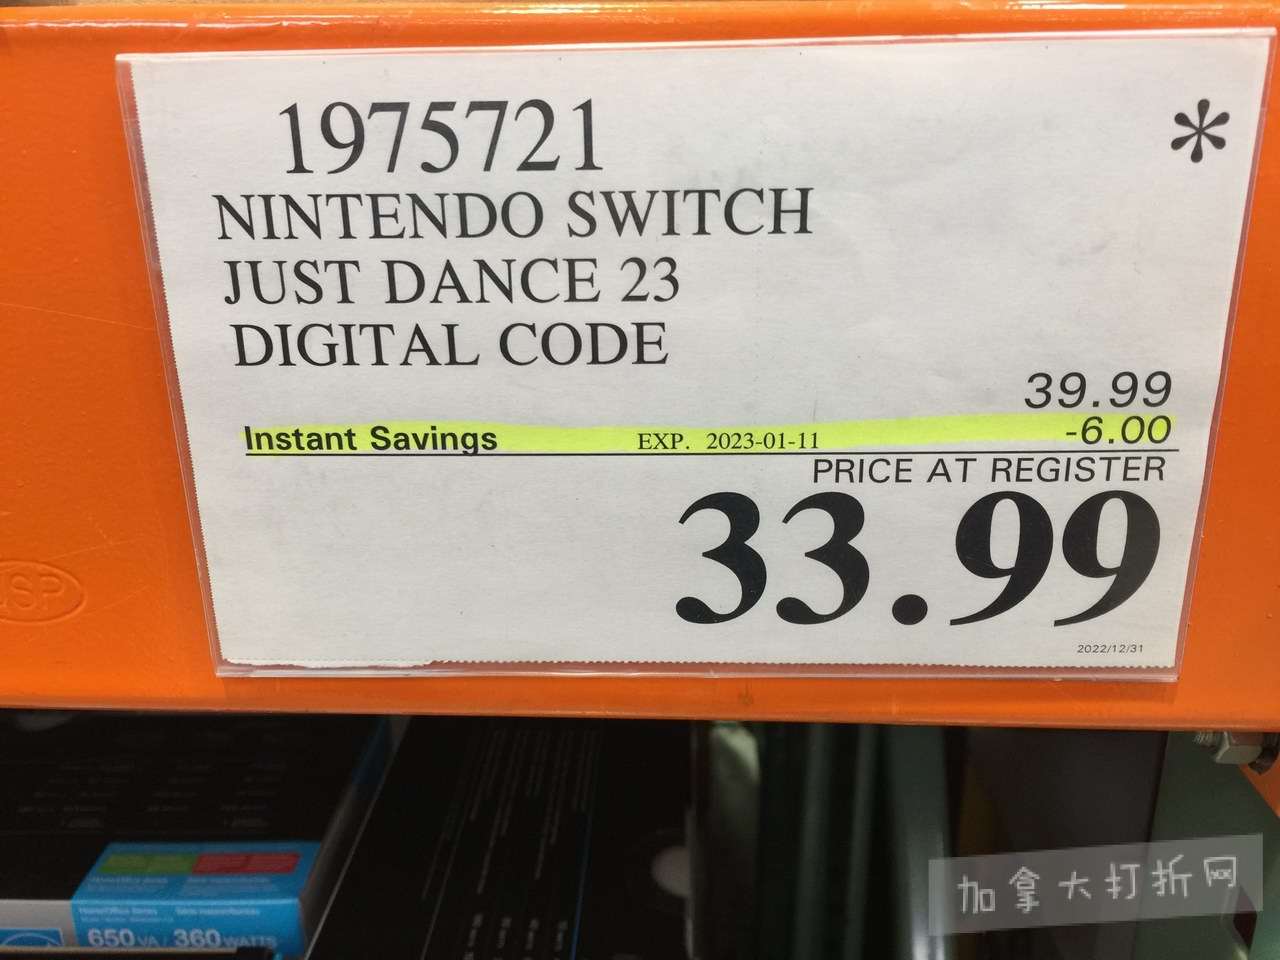 1975721
*
NINTENDO SWITCH
JUST DANCE 23
DIGITAL CODE
39.99
Instant Savings EXP. 2023-01-11 -6.00
PRICE AT REGISTER
33.99
2022/12/31
650 VA / 360 WATTS
加拿大打折网